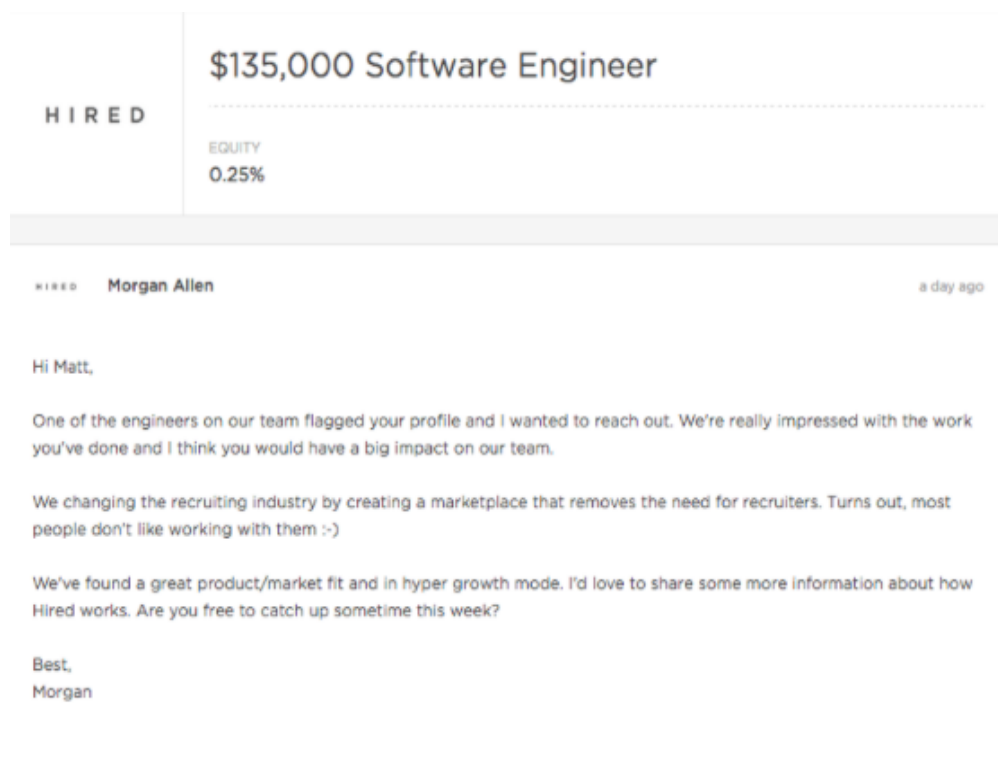 $135,000 Software Engineer
HIRED
EQUITY
0.25%
HIRED Morgan Allen a day ago
Hi Matt,
One of the engineers on our team flagged your profile and I wanted to reach out. We're really impressed with the work
you've done and I think you would have a big impact on our team.
We changing the recruiting industry by creating a marketplace that removes the need for recruiters. Turns out, most
people don't like working with them :-)
We've found a great product/market fit and in hyper growth mode. I'd love to share some more information about how
Hired works. Are you free to catch up sometime this week?
Best,
Morgan